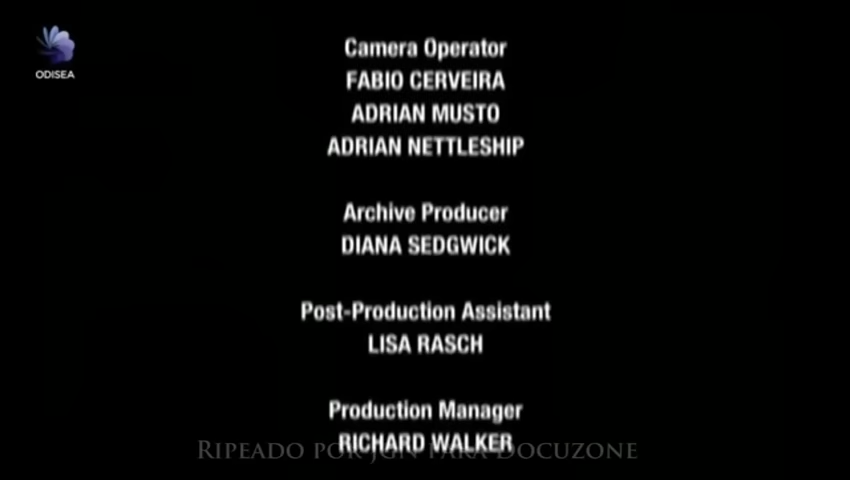 ODISEA
Camera Operator
FABIO CERVEIRA
ADRIAN MUSTO
ADRIAN NETTLESHIP
Archive Producer
DIANA SEDGWICK
Post-Production Assistant
LISA RASCH
Production Manager
RICHARD WALKER
Ripeado por jgn para Docuzone